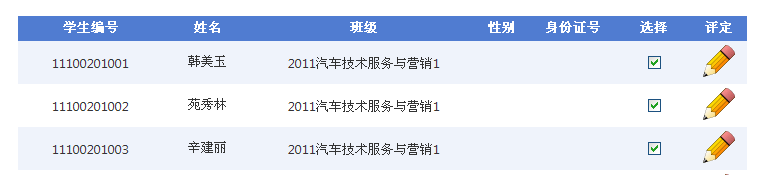 学生编号 姓名 班级 性别 身份证号 选择 评定
11100201001 韩美玉 2011汽车技术服务与营销1
11100201002 苑秀林 2011汽车技术服务与营销1
11100201003 辛建丽 2011汽车技术服务与营销1